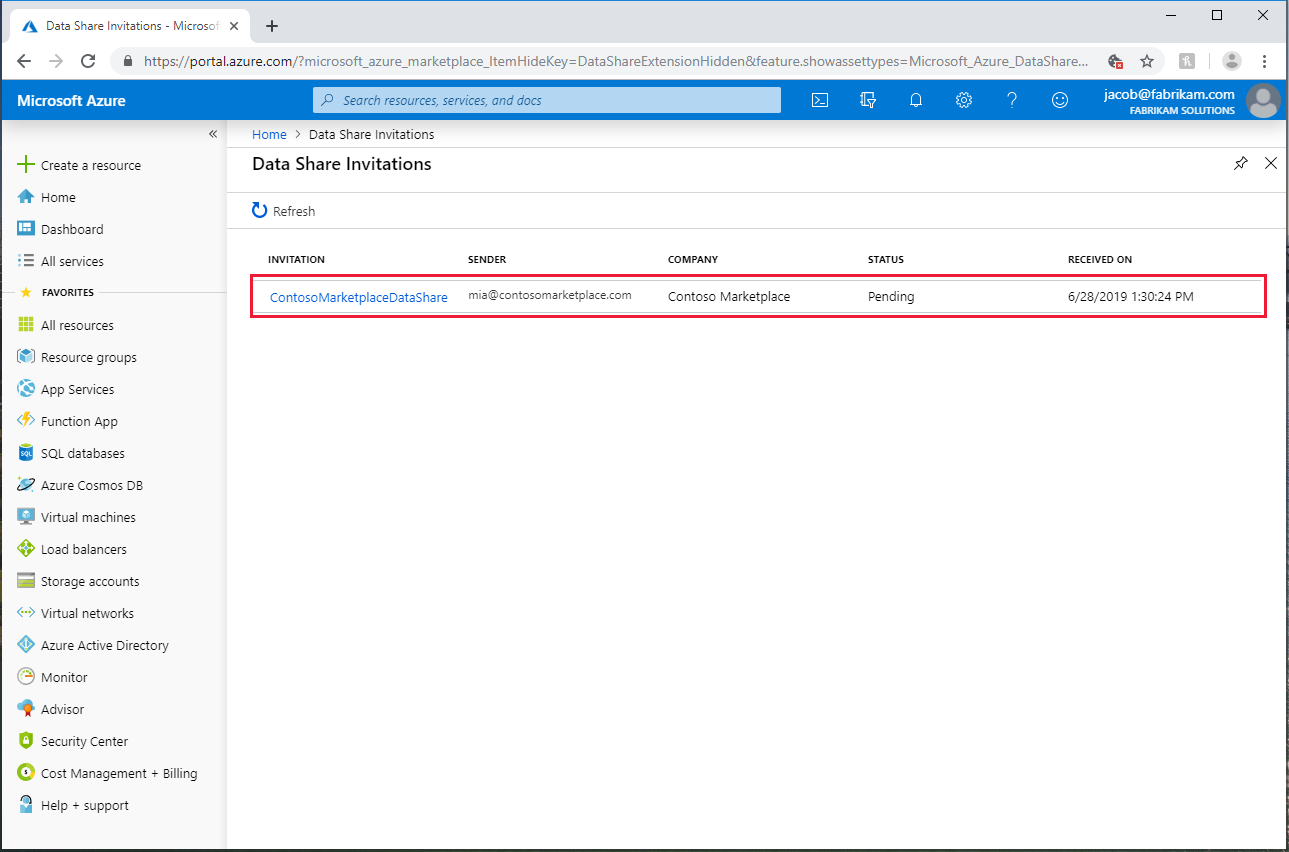 Data Share Invitations - Microsof
https://portal.azure.com/?microsoft_azure_marketplace_ItemHideKey=DataShareExtensionHidden&feature.showassettypes=Microsoft_Azure_DataShare...
Microsoft Azure
Search resources, services, and docs
jacob@fabrikam.com
FABRIKAM SOLUTIONS
Home > Data Share Invitations
Data Share Invitations
Refresh
Create a resource
Home
Dashboard
All services
FAVORITES
All resources
Resource groups
App Services
Function App
SQL databases
Azure Cosmos DB
Virtual machines
Load balancers
Storage accounts
Virtual networks
Azure Active Directory
Monitor
Advisor
Security Center
Cost Management + Billing
Help + support
INVITATION SENDER COMPANY STATUS RECEIVED ON
ContosoMarketplaceDataShare mia@contosomarketplace.com Contoso Marketplace Pending 6/28/2019 1:30:24 PM